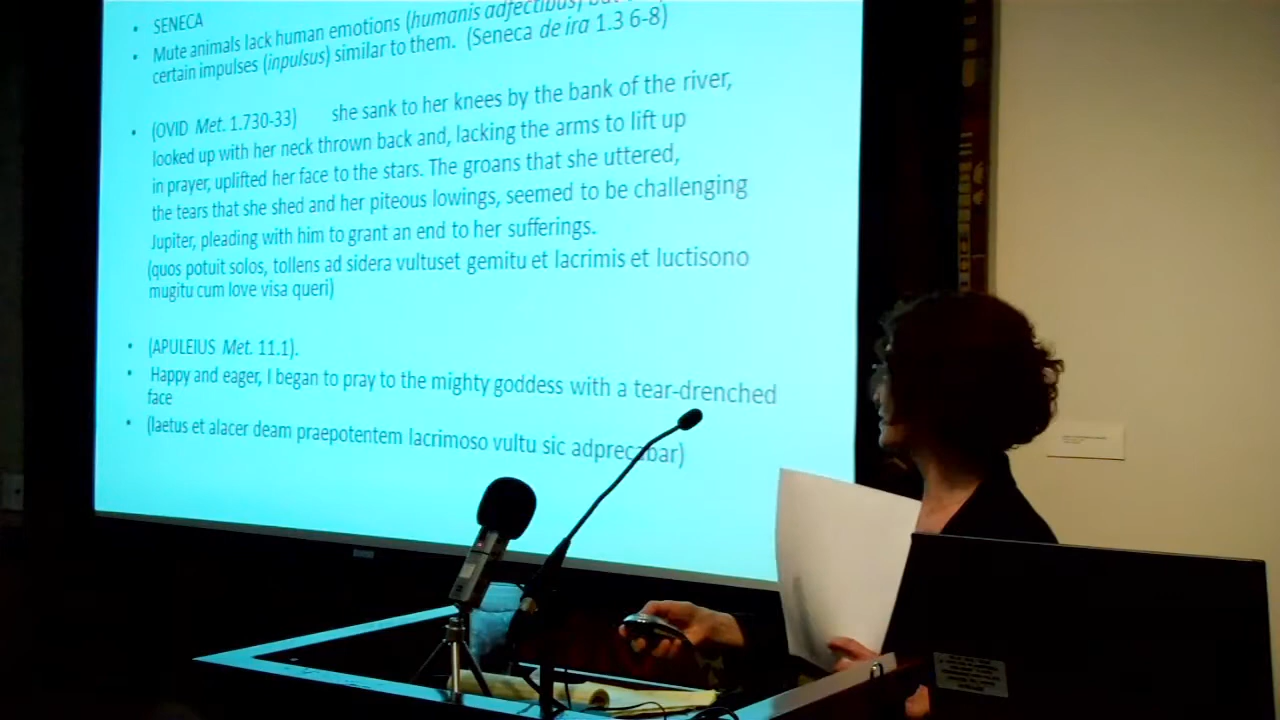 SENECA
Mute animals lack human emotions (humanis adfectibus)
certain impulses (inpulsus) similar to them. (Seneca de ira 1.3 6-8)
(OVID Met. 1.730-33) she sank to her knees by the bank of the river,
looked up with her neck thrown back and, lacking the arms to lift up
in prayer, uplifted her face to the stars. The groans that she uttered,
the tears that she shed and her piteous lowings, seemed to be challenging
Jupiter, pleading with him to grant an end to her sufferings.
(quos potuit solos, tollens ad sidera vultuset gemitu et lacrimis et luctisono
mugitu cum Iove visa queri)
(APULEIUS Met. 11.1).
Happy and eager, I began to pray to the mighty goddess with a tear-drenched
face
(laetus et alacer deam praepotentem lacrimoso vultu sic adprecabar)